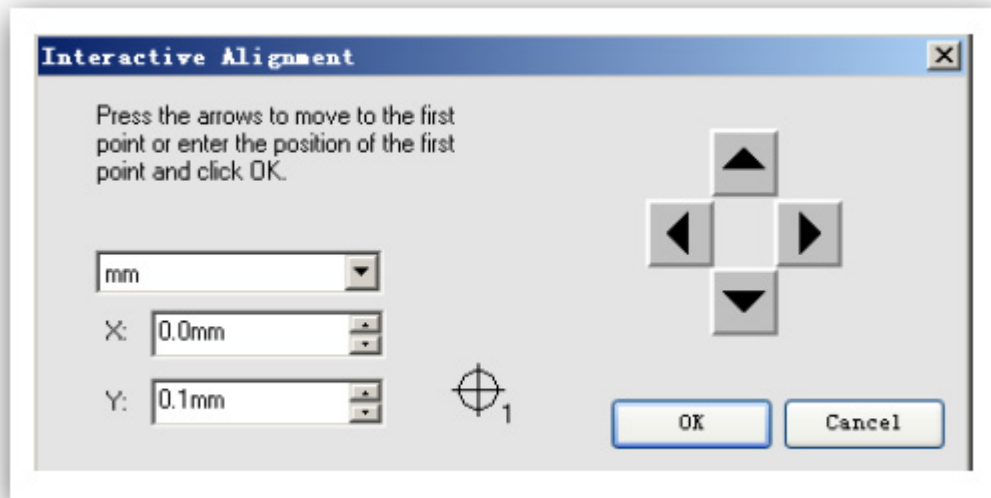 Interactive Alignment
Press the arrows to move to the first
point or enter the position of the first
point and click OK.
mm
X: 0.0mm
Y: 0.1mm
1
OK
Cancel